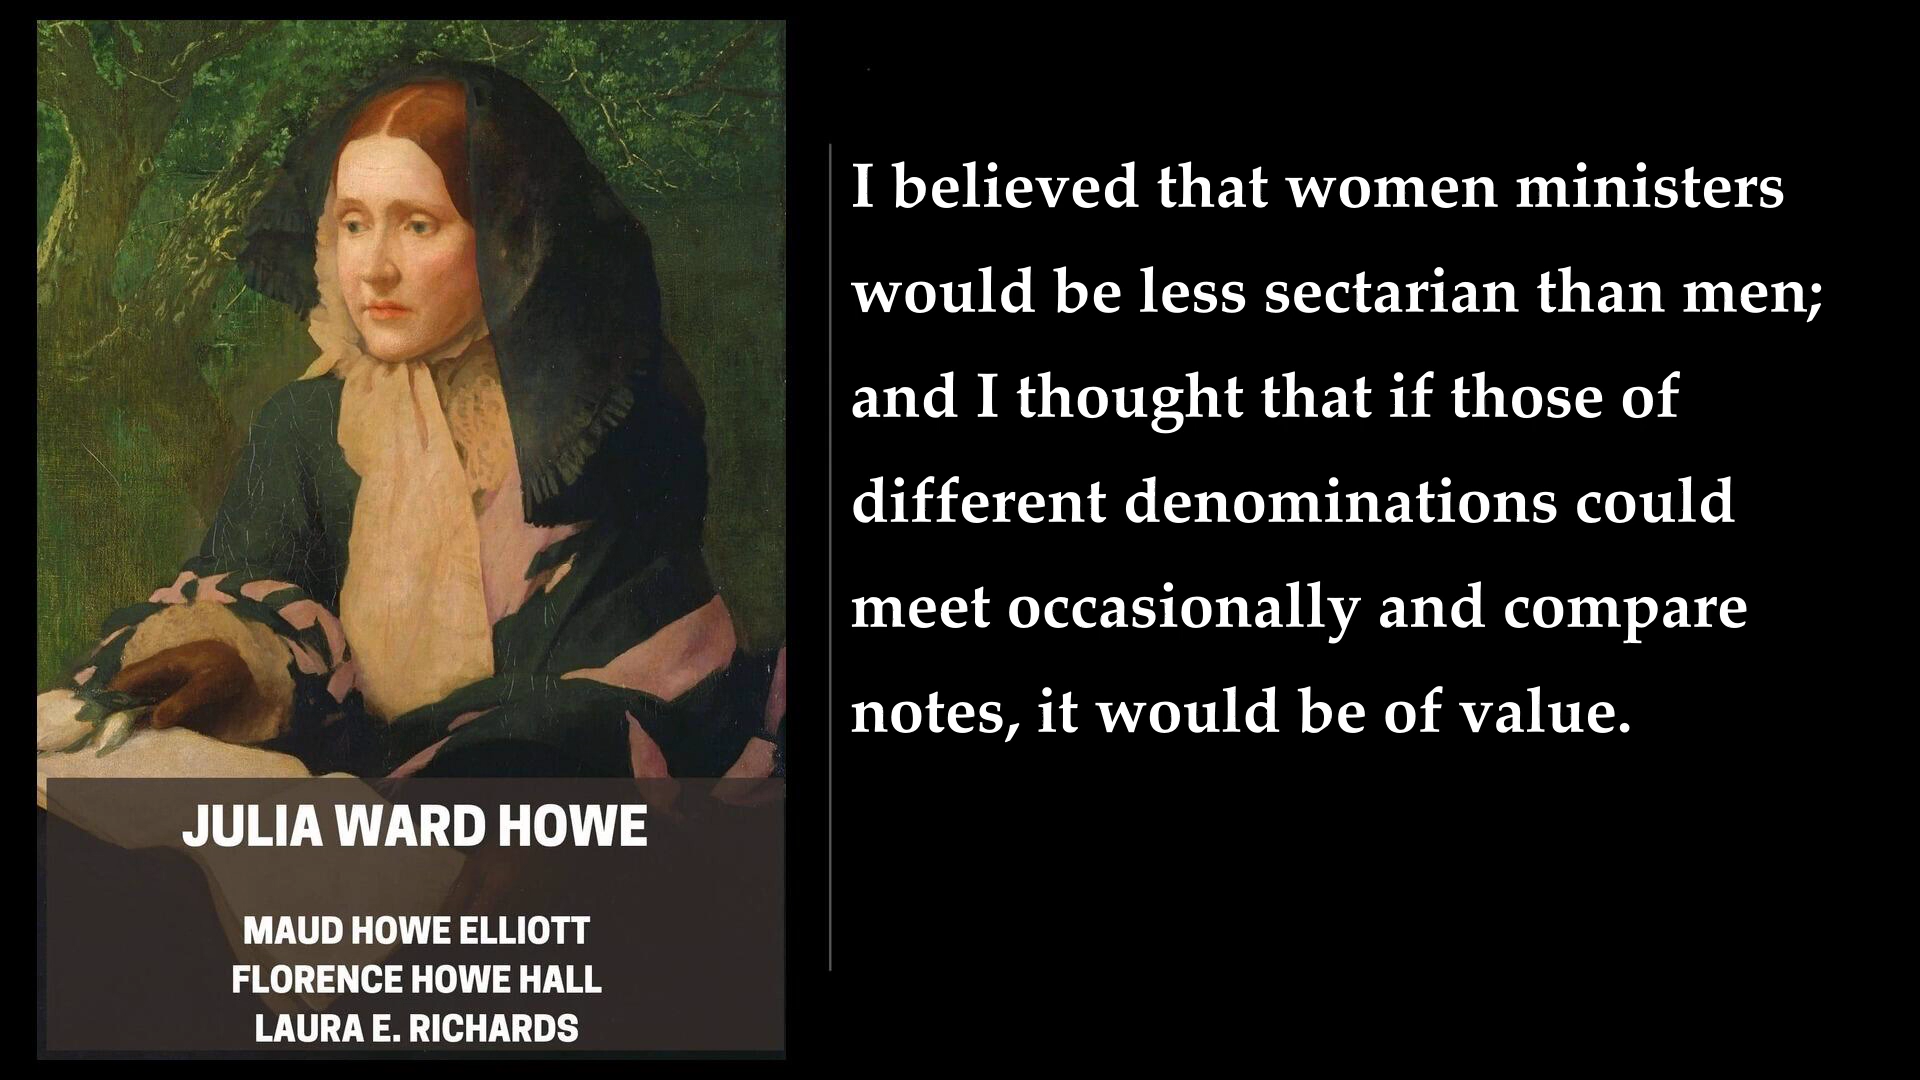 JULIA WARD HOWE
MAUD HOWE ELLIOTT
FLORENCE HOWE HALL
LAURA E. RICHARDS
I believed that women ministers
would be less sectarian than men;
and I thought that if those of
different denominations could
meet occasionally and compare
notes, it would be of value.